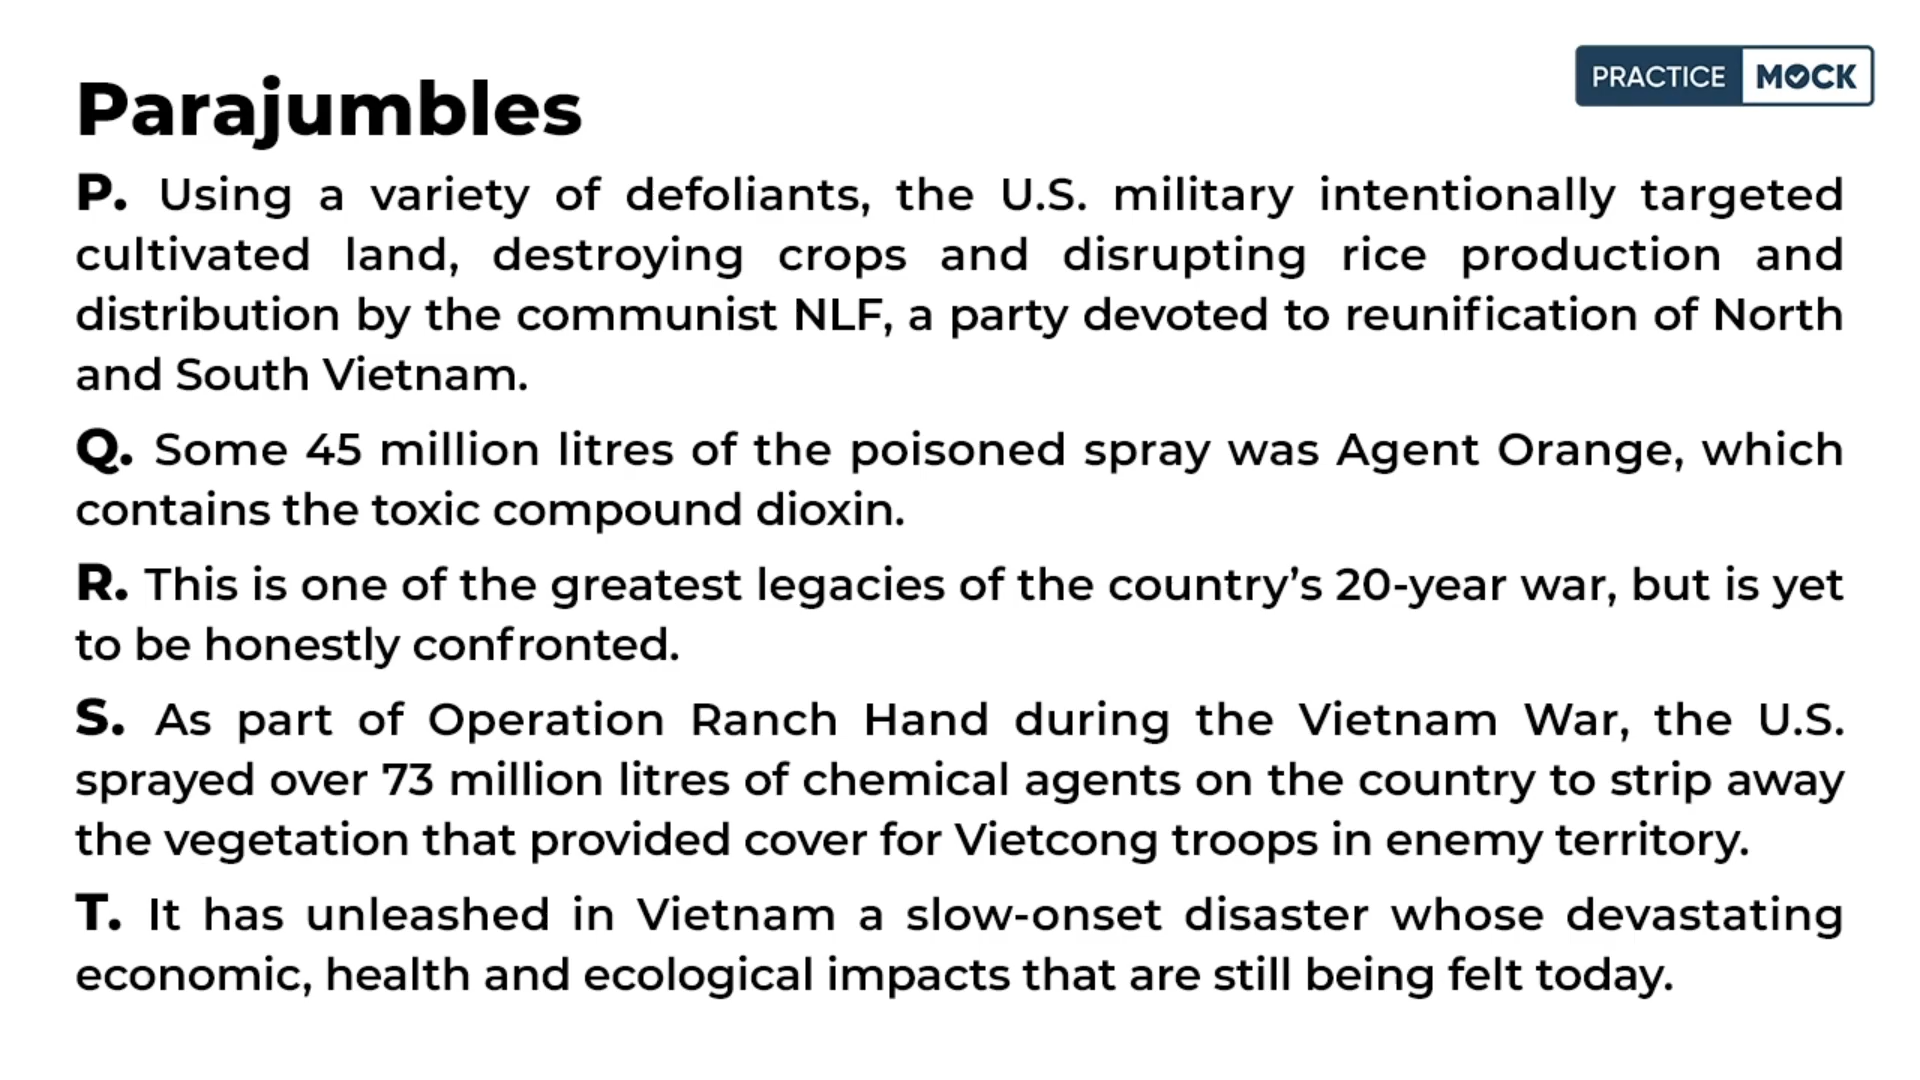 PRACTICE MOCK
Parajumbles
P. Using a variety of defoliants, the U.S. military intentionally targeted
cultivated land, destroying crops and disrupting rice production and
distribution by the communist NLF, a party devoted to reunification of North
and South Vietnam.
Q. Some 45 million litres of the poisoned spray was Agent Orange, which
contains the toxic compound dioxin.
R. This is one of the greatest legacies of the country’s 20-year war, but is yet
to be honestly confronted.
S. As part of Operation Ranch Hand during the Vietnam War, the U.S.
sprayed over 73 million litres of chemical agents on the country to strip away
the vegetation that provided cover for Vietcong troops in enemy territory.
T. It has unleashed in Vietnam a slow-onset disaster whose devastating
economic, health and ecological impacts that are still being felt today.